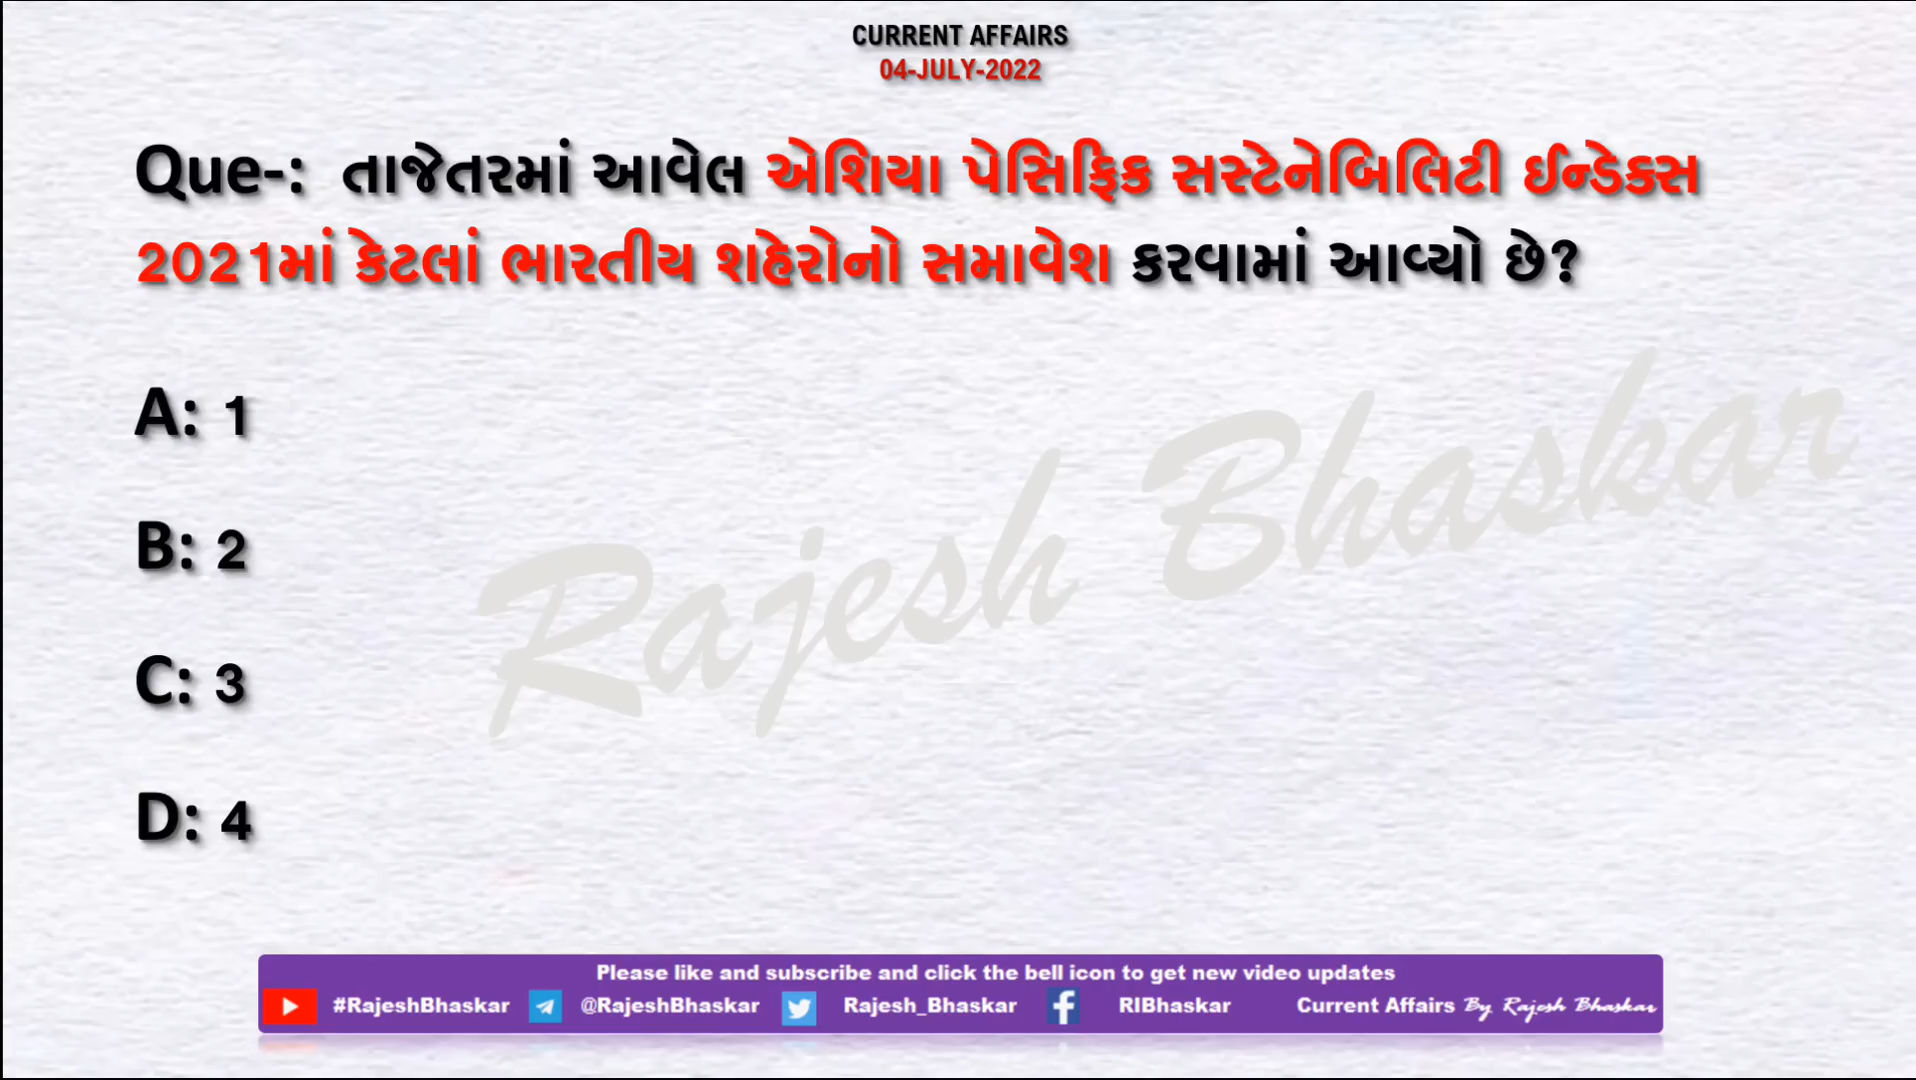 CURRENT AFFAIRS
04-JULY-2022
Que-: તાજેતરમાં આવેલ એશિયા પેસિફિક સસ્ટેનેબિલિટી ઈન્ડેક્સ
2021માં કેટલાં ભારતીય શહેરોનો સમાવેશ કરવામાં આવ્યો છે?
A: 1
B: 2
C: 3
D: 4
Rajesh Bhaskar
Please like and subscribe and click the bell icon to get new video updates
#RajeshBhaskar @RajeshBhaskar Rajesh_Bhaskar RIBhaskar Current Affairs By Rajesh Bhaskar